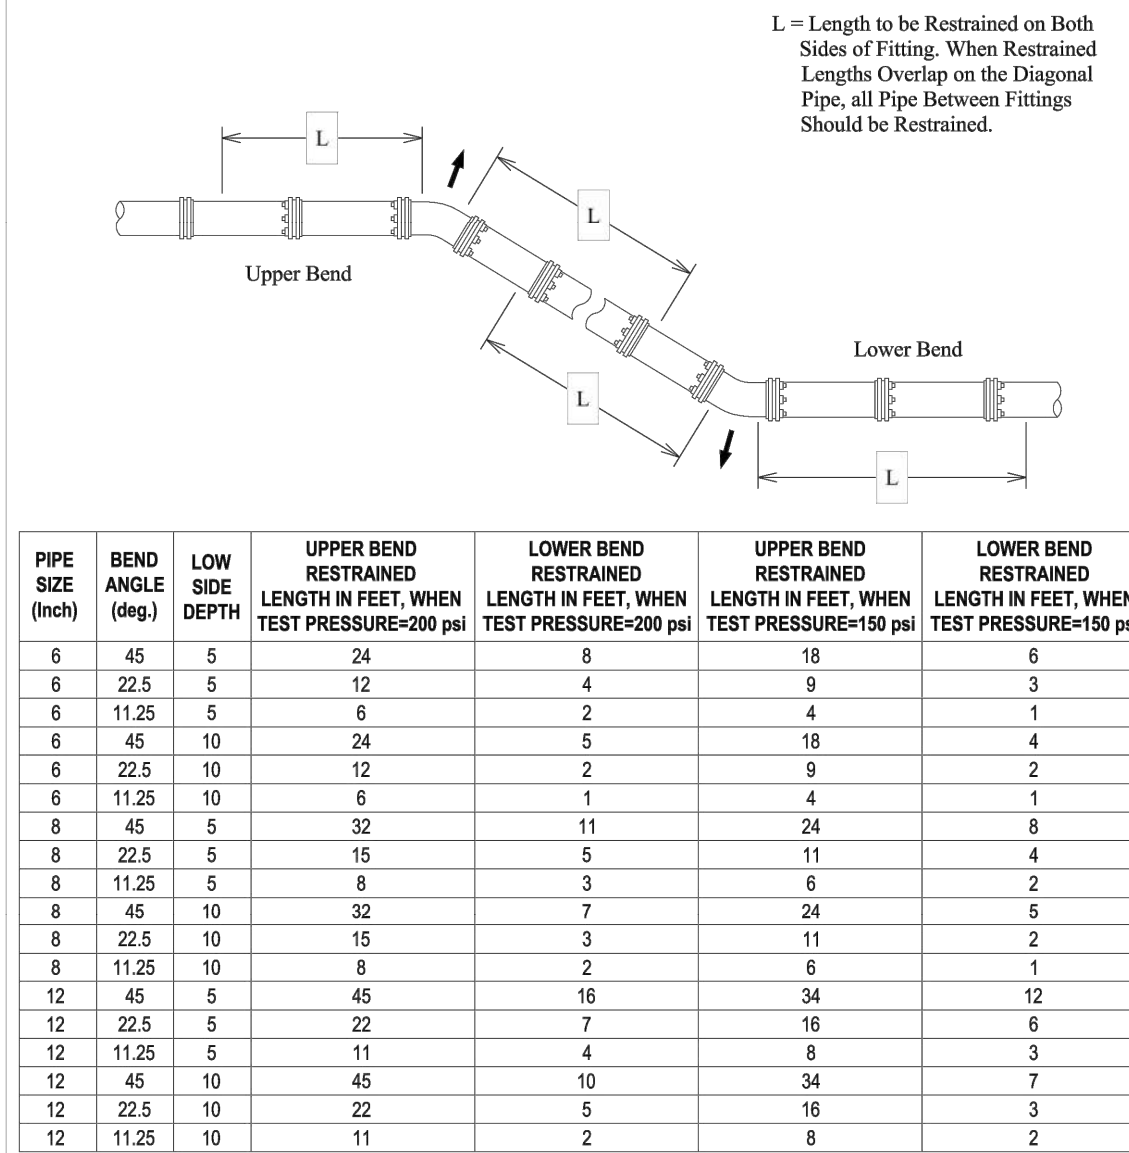 L = Length to be Restrained on Both
Sides of Fitting. When Restrained
Lengths Overlap on the Diagonal
Pipe, all Pipe Between Fittings
Should be Restrained.
L
L
Upper Bend
Lower Bend
L
L
PIPE SIZE (Inch) BEND ANGLE (deg.) LOW SIDE DEPTH UPPER BEND RESTRAINED LENGTH IN FEET, WHEN TEST PRESSURE=200 psi LOWER BEND RESTRAINED LENGTH IN FEET, WHEN TEST PRESSURE=200 psi UPPER BEND RESTRAINED LENGTH IN FEET, WHEN TEST PRESSURE=150 psi LOWER BEND RESTRAINED LENGTH IN FEET, WHEN TEST PRESSURE=150 ps
6 45 5 24 8 18 6
6 22.5 5 12 4 9 3
6 11.25 5 6 2 4 1
6 45 10 24 5 18 4
6 22.5 10 12 2 9 2
6 11.25 10 6 1 4 1
8 45 5 32 11 24 8
8 22.5 5 15 5 11 4
8 11.25 5 8 3 6 2
8 45 10 32 7 24 5
8 22.5 10 15 3 11 2
8 11.25 10 8 2 6 1
12 45 5 45 16 34 12
12 22.5 5 22 7 16 6
12 11.25 5 11 4 8 3
12 45 10 45 10 34 7
12 22.5 10 22 5 16 3
12 11.25 10 11 2 8 2